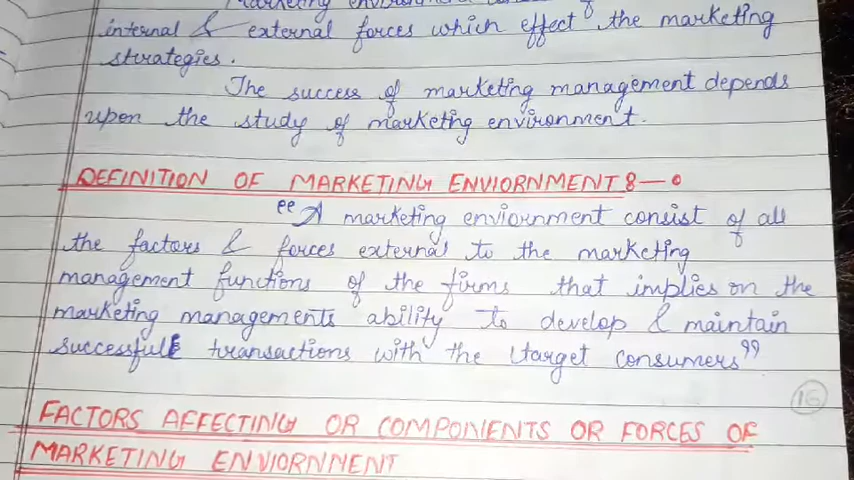 Marketing
internal & external forces which effect the marketing
strategies.
The success of marketing management depends
upon the study of marketing environment.
DEFINITION OF MARKETING ENVIORNMENT :-
"A marketing enviornment consist of all
the factors & forces external to the marketing
management functions of the firms that implies on the
marketing managements ability to develop & maintain
successful transactions with the target consumers"
16
FACTORS AFFECTING OR COMPONENTS OR FORCES OF
MARKETING ENVIORNMENT